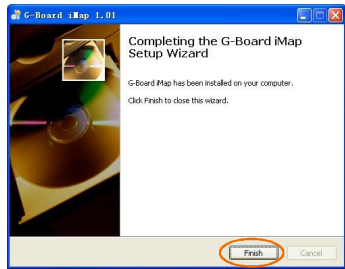 G-Board iMap 1.01
Completing the G-Board iMap
Setup Wizard
G-Board iMap has been installed on your computer.
Click Finish to close this wizard.
Finish
Cancel